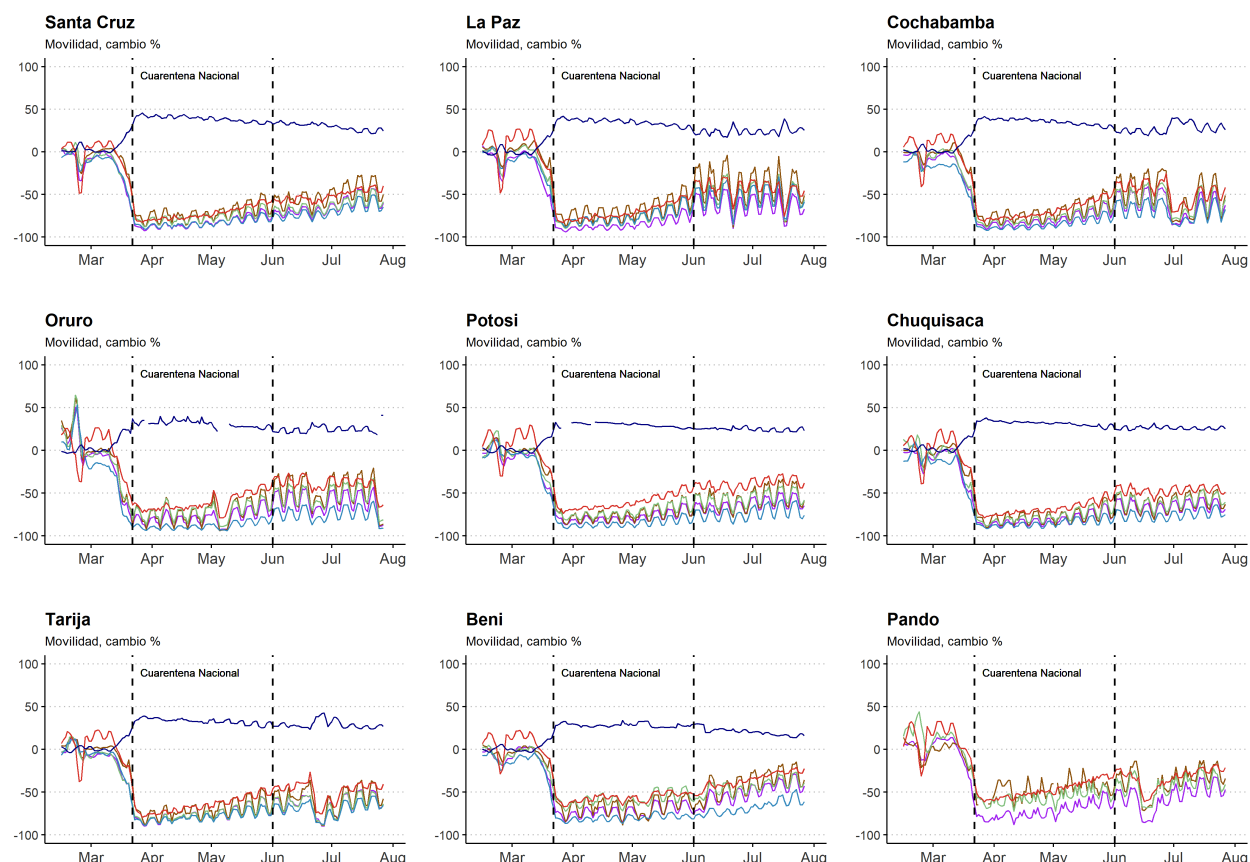 Santa Cruz
Movilidad, cambio %
100
50
0
-50
-100
Cuarentena Nacional
Mar Apr May Jun Jul Aug
La Paz
Movilidad, cambio %
100
50
0
-50
-100
Cuarentena Nacional
Mar Apr May Jun Jul Aug
Cochabamba
Movilidad, cambio %
100
50
0
-50
-100
Cuarentena Nacional
Mar Apr May Jun Jul Aug
Oruro
Movilidad, cambio %
100
50
0
-50
-100
Cuarentena Nacional
Mar Apr May Jun Jul Aug
Potosi
Movilidad, cambio %
100
50
0
-50
-100
Cuarentena Nacional
Mar Apr May Jun Jul Aug
Chuquisaca
Movilidad, cambio %
100
50
0
-50
-100
Cuarentena Nacional
Mar Apr May Jun Jul Aug
Tarija
Movilidad, cambio %
100
50
0
-50
-100
Cuarentena Nacional
Mar Apr May Jun Jul Aug
Beni
Movilidad, cambio %
100
50
0
-50
-100
Cuarentena Nacional
Mar Apr May Jun Jul Aug
Pando
Movilidad, cambio %
100
50
0
-50
-100
Cuarentena Nacional
Mar Apr May Jun Jul Aug